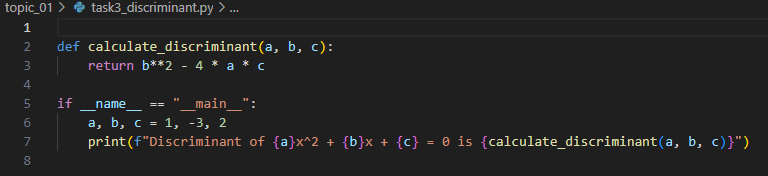 topic_01 > task3_discriminant.py > ...
1
2 def calculate_discriminant(a, b, c):
3     return b**2 - 4 * a * c
4
5 if __name__ == "__main__":
6     a, b, c = 1, -3, 2
7     print(f"Discriminant of {a}x^2 + {b}x + {c} = 0 is {calculate_discriminant(a, b, c)}")
8